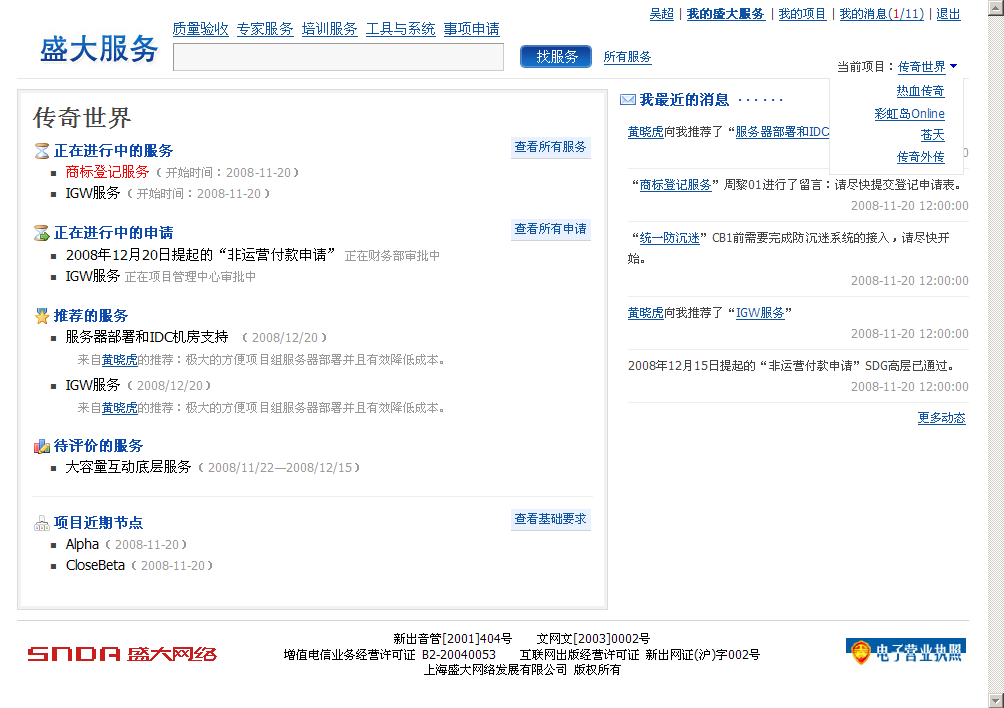 吴超 | 我的盛大服务 | 我的项目 | 我的消息(1/11) | 退出
盛大服务
质量验收 专家服务 培训服务 工具与系统 事项申请
找服务 所有服务
当前项目：传奇世界
热血传奇
彩虹岛Online
苍天
传奇外传
传奇世界
正在进行中的服务 查看所有服务
商标登记服务（开始时间：2008-11-20）
IGW服务（开始时间：2008-11-20）
正在进行中的申请 查看所有申请
2008年12月20日提起的“非运营付款申请” 正在财务部审批中
IGW服务 正在项目管理中心审批中
推荐的服务
服务器部署和IDC机房支持 （2008/12/20）
来自黄晓虎的推荐：极大的方便项目组服务器部署并且有效降低成本。
IGW服务（2008/12/20）
来自黄晓虎的推荐：极大的方便项目组服务器部署并且有效降低成本。
待评价的服务
大容量互动底层服务（2008/11/22—2008/12/15）
项目近期节点 查看基础要求
Alpha（2008-11-20）
CloseBeta（2008-11-20）
我最近的消息 · · · · · ·
黄晓虎向我推荐了“服务器部署和IDC
0
“商标登记服务”周黎01进行了留言：请尽快提交登记申请表。
2008-11-20 12:00:00
“统一防沉迷”CB1前需要完成防沉迷系统的接入，请尽快开
始。
2008-11-20 12:00:00
黄晓虎向我推荐了“IGW服务”
2008-11-20 12:00:00
2008年12月15日提起的“非运营付款申请”SDG高层已通过。
2008-11-20 12:00:00
更多动态
SNDA 盛大网络
新出音管[2001]404号 文网文[2003]0002号
增值电信业务经营许可证 B2-20040053 互联网出版经营许可证 新出网证(沪)字002号
上海盛大网络发展有限公司 版权所有
电子营业执照